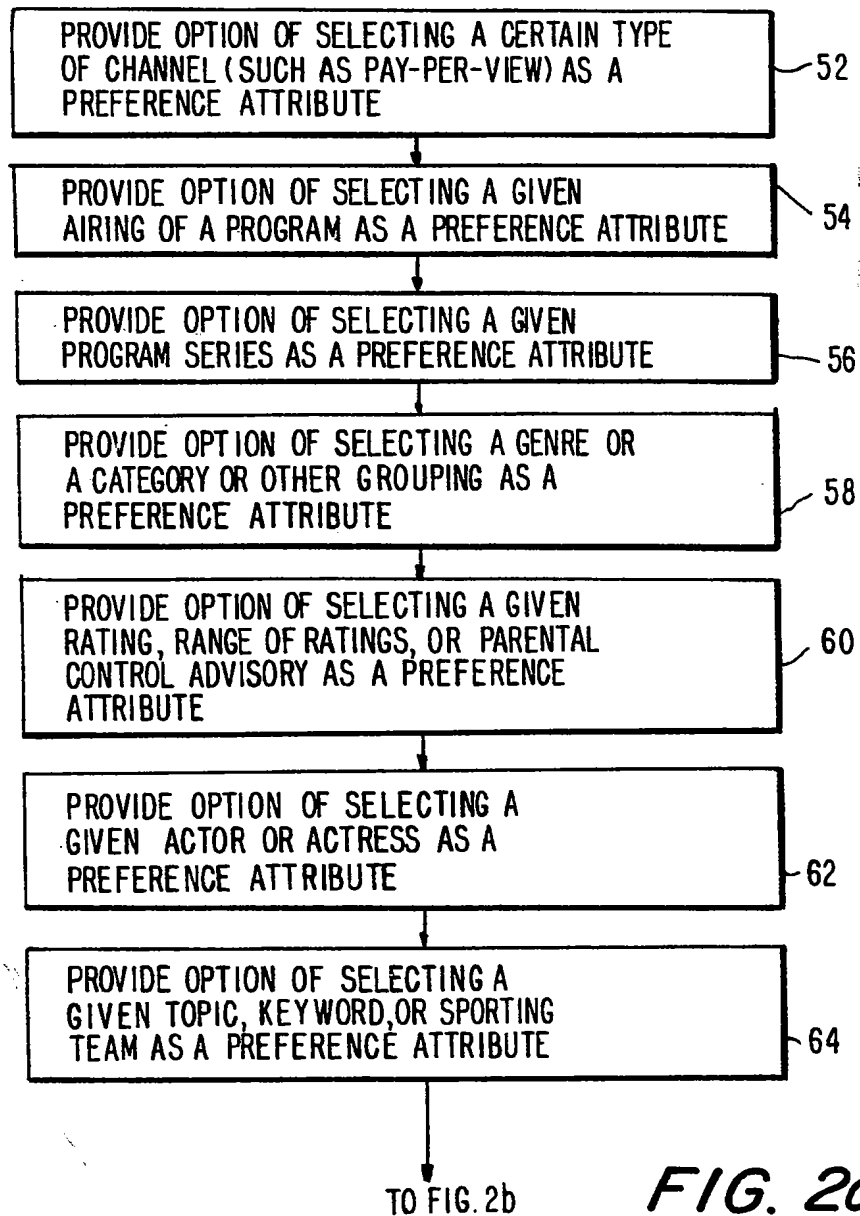 PROVIDE OPTION OF SELECTING A CERTAIN TYPE
OF CHANNEL (SUCH AS PAY-PER-VIEW) AS A
PREFERENCE ATTRIBUTE
52
PROVIDE OPTION OF SELECTING A GIVEN
AIRING OF A PROGRAM AS A PREFERENCE ATTRIBUTE
54
PROVIDE OPTION OF SELECTING A GIVEN
PROGRAM SERIES AS A PREFERENCE ATTRIBUTE
56
PROVIDE OPTION OF SELECTING A GENRE OR
A CATEGORY OR OTHER GROUPING AS A
PREFERENCE ATTRIBUTE
58
PROVIDE OPTION OF SELECTING A GIVEN
RATING, RANGE OF RATINGS, OR PARENTAL
CONTROL ADVISORY AS A PREFERENCE
ATTRIBUTE
60
PROVIDE OPTION OF SELECTING A
GIVEN ACTOR OR ACTRESS AS A
PREFERENCE ATTRIBUTE
62
PROVIDE OPTION OF SELECTING A
GIVEN TOPIC, KEYWORD, OR SPORTING
TEAM AS A PREFERENCE ATTRIBUTE
64
TO FIG. 2b
FIG.